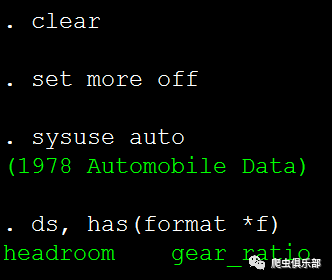 . clear
. set more off
. sysuse auto
(1978 Automobile Data)
. ds, has(format *f)
headroom    gear_ratio
爬虫俱乐部